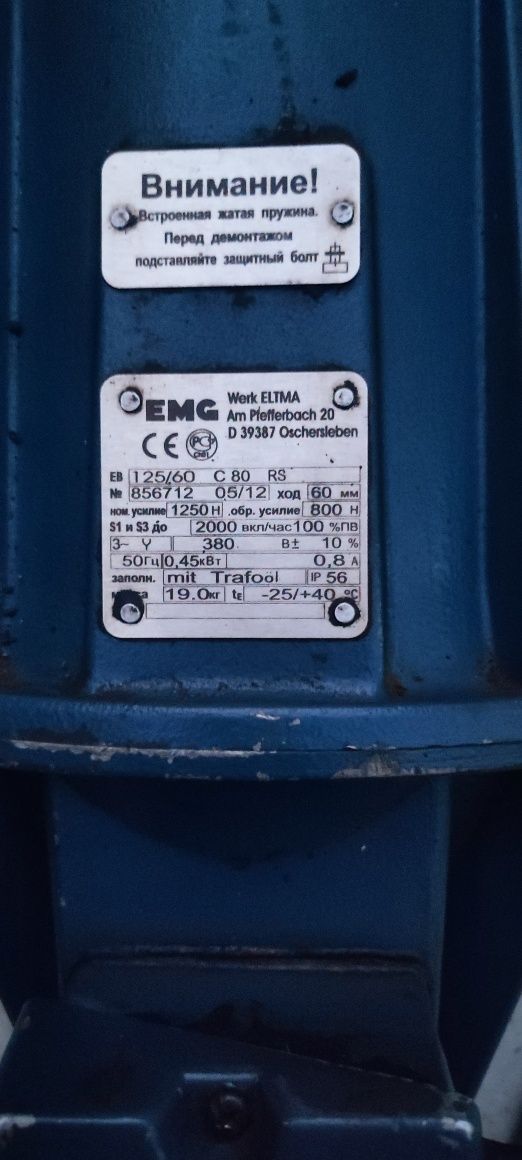 Внимание!
Встроенная жатая пружина.
Перед демонтажом
подставляйте защитный болт
EMG
Werk ELTMA
Am Pfefferbach 20
D 39387 Oschersleben
CE PC
EB 125/60 C 80 RS
№ 856712 05/12 ход 60 мм
ном. усилие 1250 Н .обр. усилие 800 Н
S1 и S3 до 2000 вкл/час 100 %ПВ
3~ Y 380 В± 10 %
50Гц 0,45кВт 0,8 А
заполн. mit Trafoöl IP 56
19.0кг tE -25/+40 °C